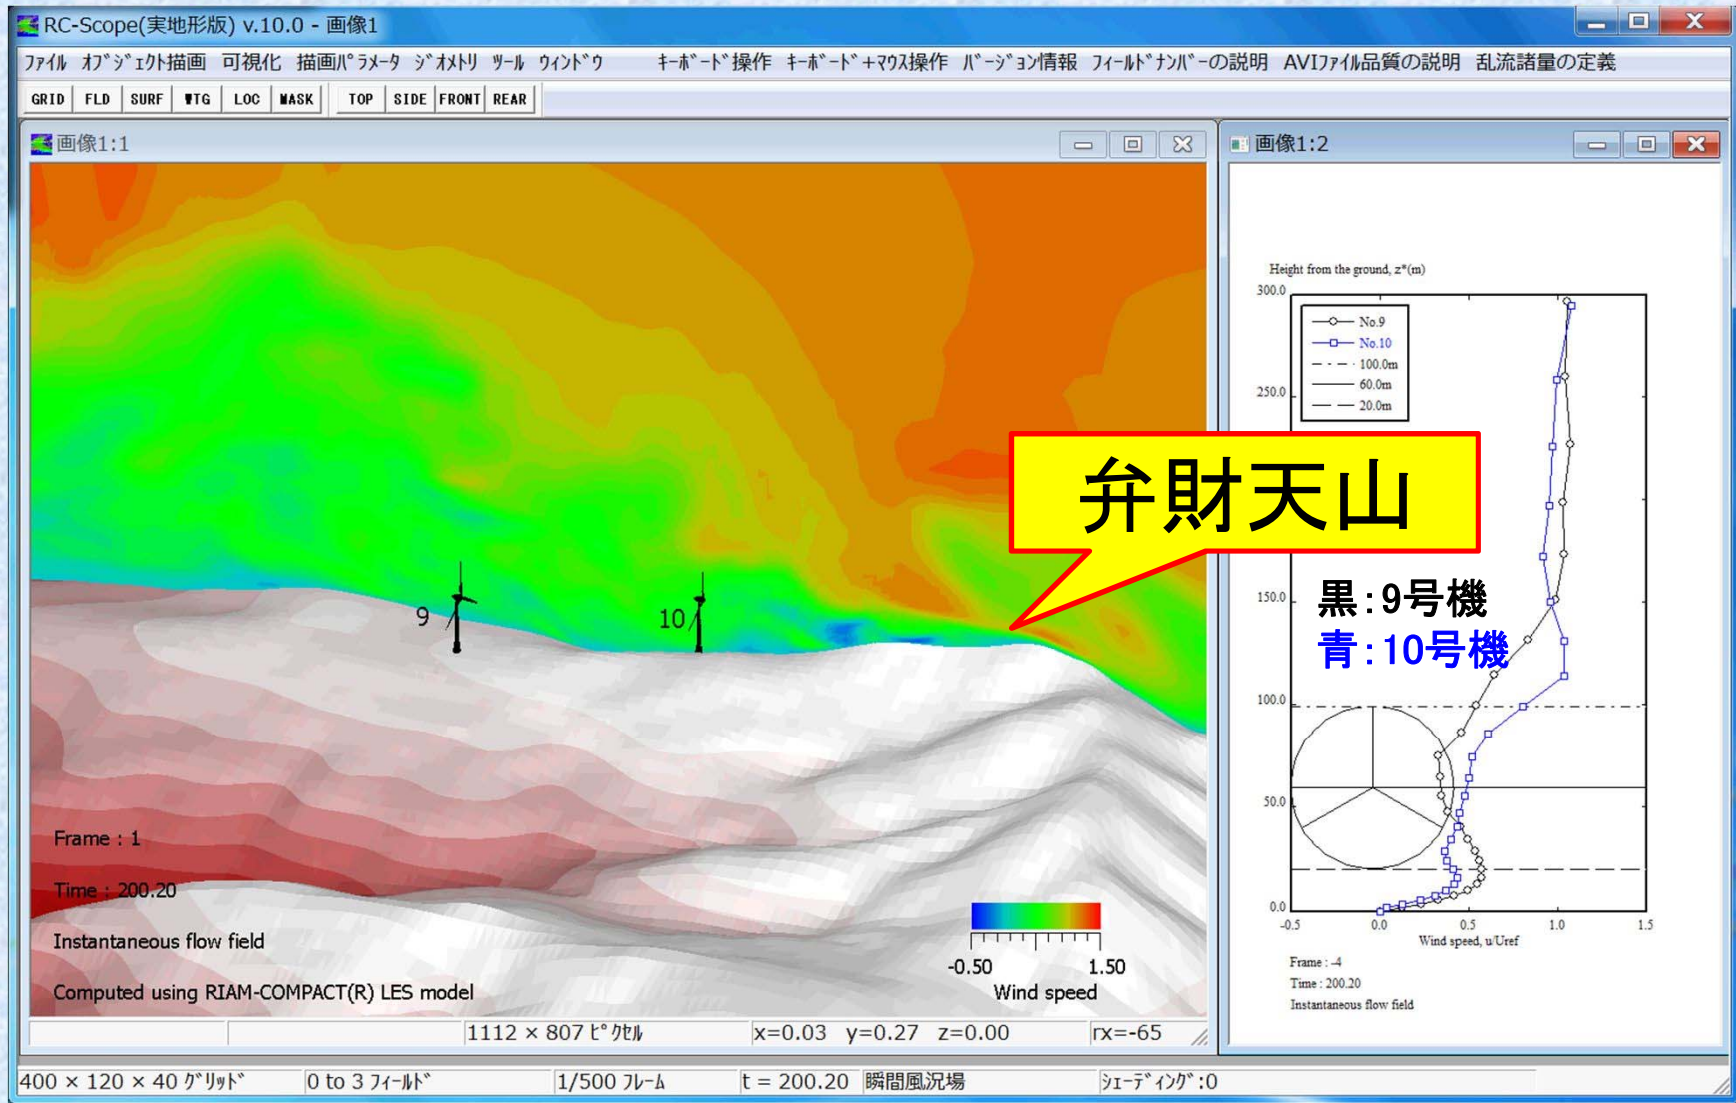 RC-Scope(実地形版) v.10.0 - 画像1
ファイル オブジェクト描画 可視化 描画パラメータ ジオメトリ ツール ウィンドウ キーボード操作 キーボード+マウス操作 バージョン情報 フィールドナンバーの説明 AVIファイル品質の説明 乱流諸量の定義
GRID FLD SURF WTG LOC MASK TOP SIDE FRONT REAR
画像1:1
画像1:2
Height from the ground, z*(m)
300.0
No.9
No.10
100.0m
60.0m
20.0m
250.0
弁財天山
150.0
黒:9号機
青:10号機
9
10
100.0
50.0
0.0
-0.5 0.0 0.5 1.0 1.5
Wind speed, u/Uref
Frame : -4
Time : 200.20
Instantaneous flow field
Frame : 1
Time : 200.20
Instantaneous flow field
Computed using RIAM-COMPACT(R) LES model
-0.50 1.50
Wind speed
1112 × 807 ピクセル x=0.03 y=0.27 z=0.00 rx=-65
400 × 120 × 40 グリッド 0 to 3 フィールド 1/500 フレーム t = 200.20 瞬間風況場 シェーディング:0